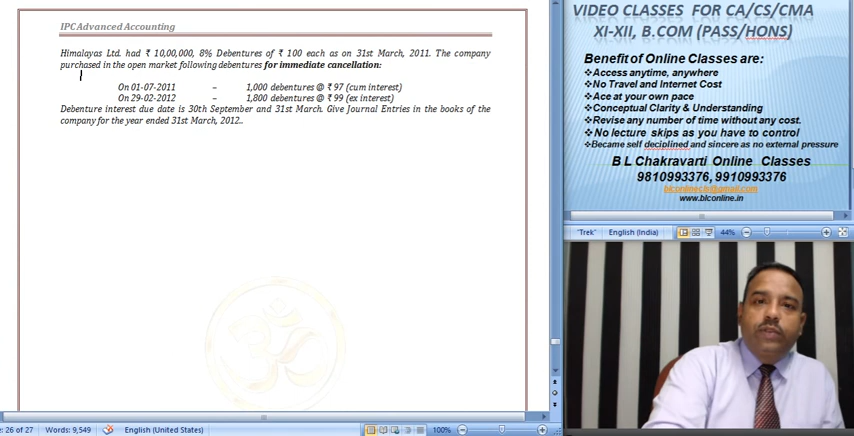 IPC Advanced Accounting
Himalayas Ltd. had ₹ 10,00,000, 8% Debentures of ₹ 100 each as on 31st March, 2011. The company
purchased in the open market following debentures for immediate cancellation:
On 01-07-2011 – 1,000 debentures @ ₹ 97 (cum interest)
On 29-02-2012 – 1,800 debentures @ ₹ 99 (ex interest)
Debenture interest due date is 30th September and 31st March. Give Journal Entries in the books of the
company for the year ended 31st March, 2012..
: 26 of 27 Words: 9,549 English (United States) 100%
VIDEO CLASSES FOR CA/CS/CMA
XI-XII, B.COM (PASS/HONS)
Benefit of Online Classes are:
❖Access anytime, anywhere
❖No Travel and Internet Cost
❖Ace at your own pace
❖Conceptual Clarity & Understanding
❖Revise any number of time without any cost.
❖No lecture skips as you have to control
❖Became self deciplined and sincere as no external pressure
B L Chakravarti Online Classes
9810993376, 9910993376
www.blconline.in
"Trek" English (India) 44%